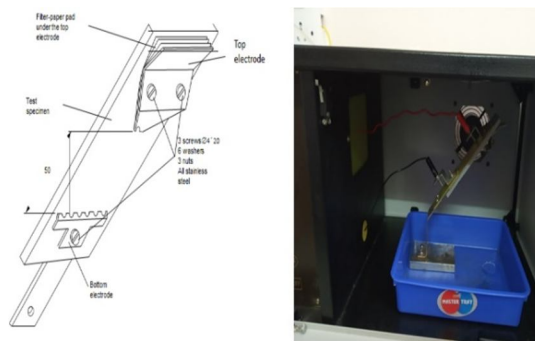 Filter-paper pad
under the top
electrode
Top
electrode
Test
specimen
3 screws
6 washers
3 nuts
All stainless
steel
50
Bottom
electrode
MASTER